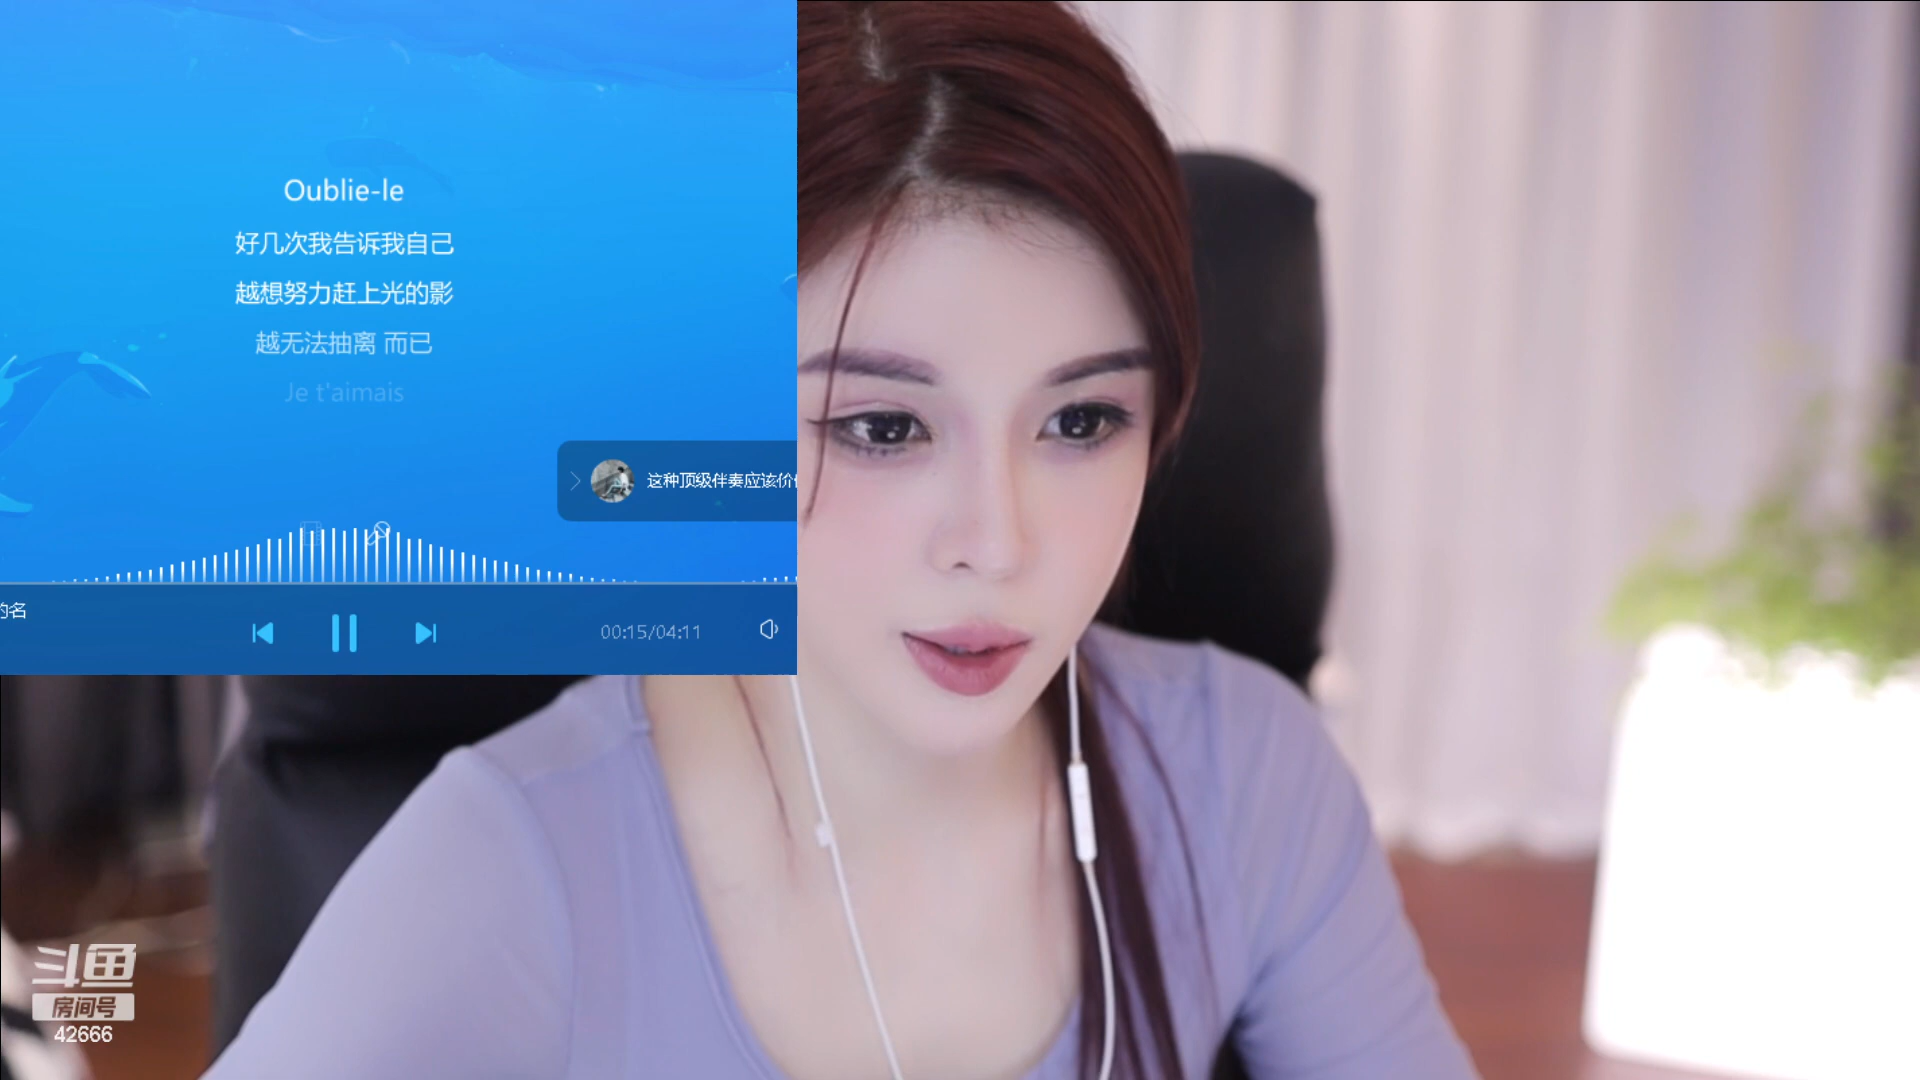 Oublie-le
好几次我告诉我自己
越想努力赶上光的影
越无法抽离 而已
Je t'aimais
这种顶级伴奏应该价
的名
00:15/04:11
斗鱼
房间号
42666